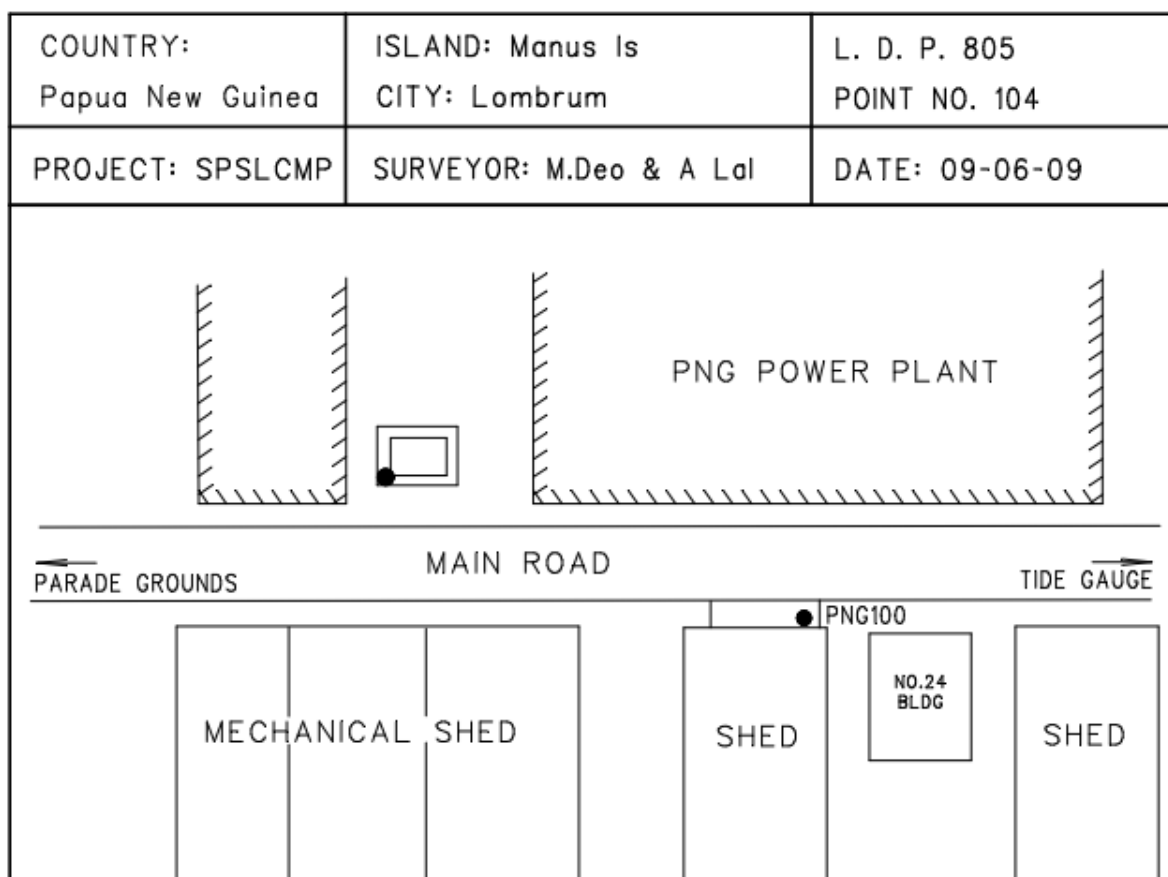 COUNTRY:
Papua New Guinea
ISLAND: Manus Is
CITY: Lombrum
L. D. P. 805
POINT NO. 104
PROJECT: SPSLCMP
SURVEYOR: M.Deo & A Lal
DATE: 09-06-09
PNG POWER PLANT
MAIN ROAD
PARADE GROUNDS
TIDE GAUGE
PNG100
NO.24
BLDG
MECHANICAL SHED
SHED
SHED